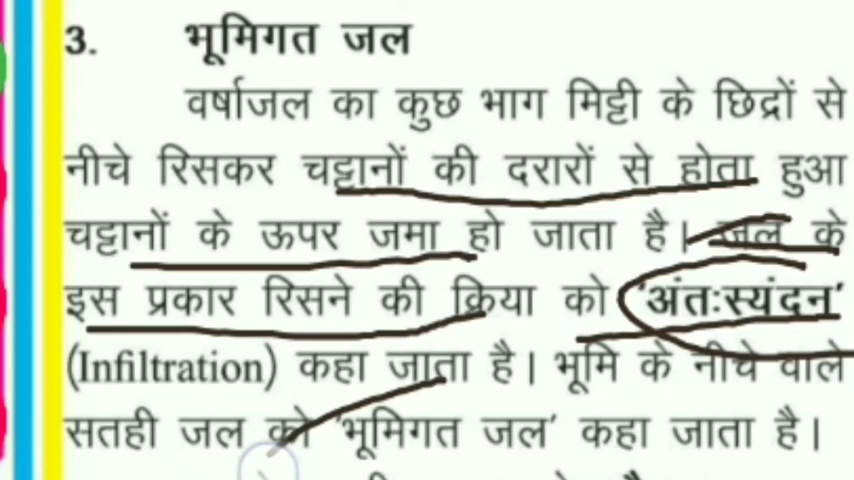 3. भूमिगत जल
वर्षाजल का कुछ भाग मिट्टी के छिद्रों से
नीचे रिसकर चट्टानों की दरारों से होता हुआ
चट्टानों के ऊपर जमा हो जाता है। जल के
इस प्रकार रिसने की क्रिया को 'अंतःस्यंदन'
(Infiltration) कहा जाता है। भूमि के नीचे वाले
सतही जल को 'भूमिगत जल' कहा जाता है।